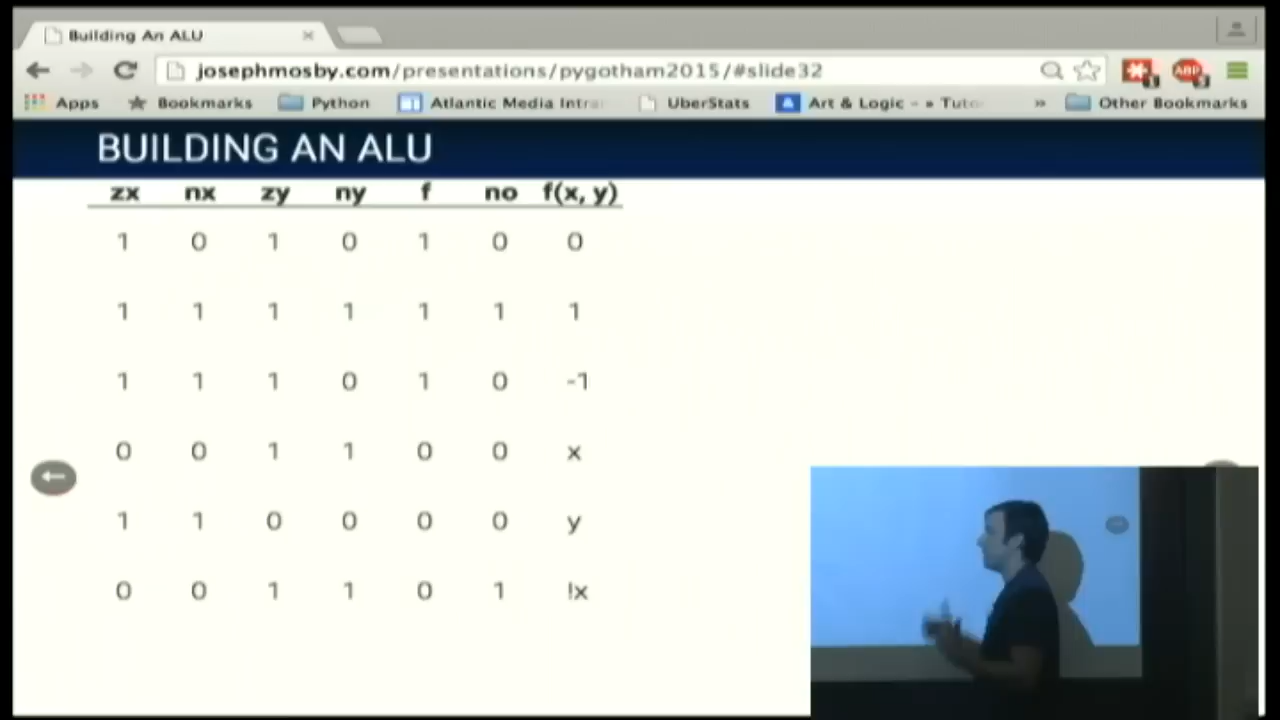 Building An ALU
josephmosby.com/presentations/pygotham2015/#slide32
Apps Bookmarks Python Atlantic Media Intra UberStats Art & Logic - » Tuto » Other Bookmarks
BUILDING AN ALU
zx nx zy ny f no f(x, y)
1 0 1 0 1 0 0
1 1 1 1 1 1 1
1 1 1 0 1 0 -1
0 0 1 1 0 0 x
1 1 0 0 0 0 y
0 0 1 1 0 1 !x